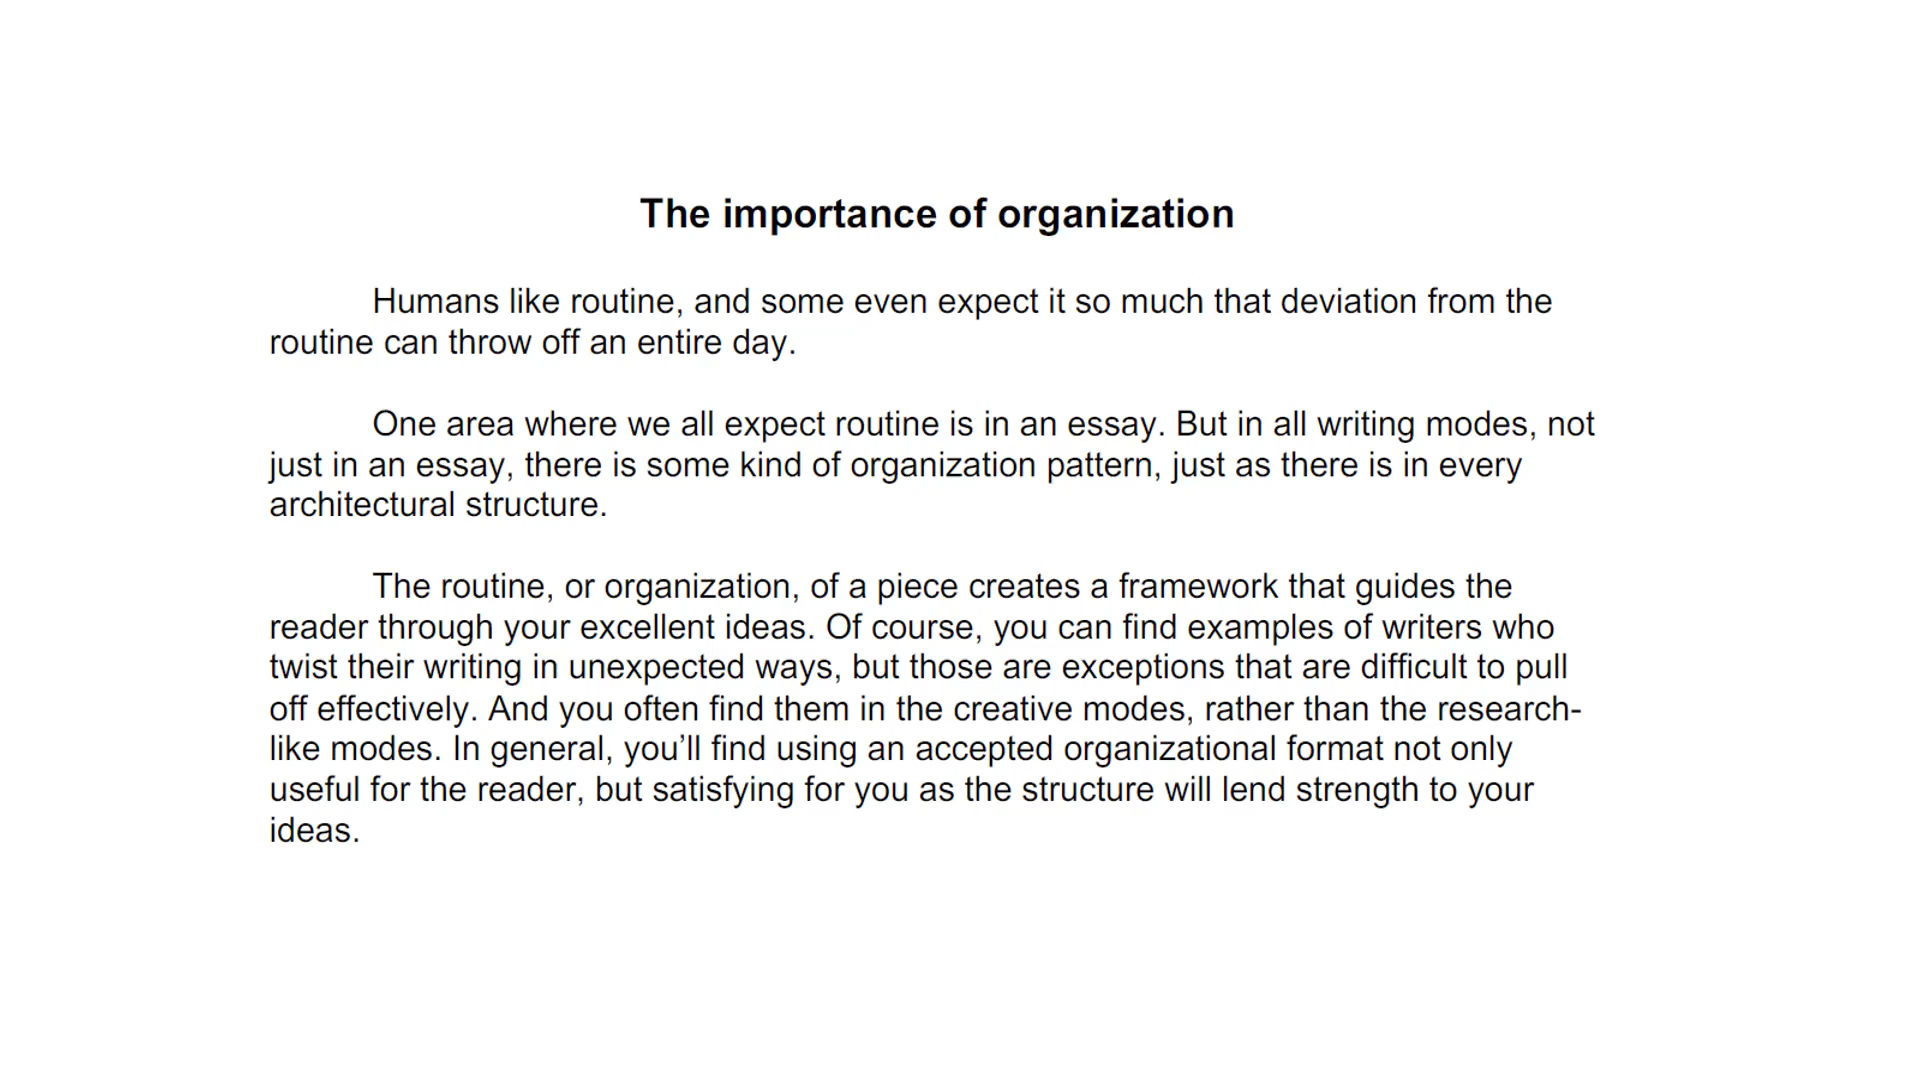 The importance of organization
Humans like routine, and some even expect it so much that deviation from the
routine can throw off an entire day.
One area where we all expect routine is in an essay. But in all writing modes, not
just in an essay, there is some kind of organization pattern, just as there is in every
architectural structure.
The routine, or organization, of a piece creates a framework that guides the
reader through your excellent ideas. Of course, you can find examples of writers who
twist their writing in unexpected ways, but those are exceptions that are difficult to pull
off effectively. And you often find them in the creative modes, rather than the research-
like modes. In general, you’ll find using an accepted organizational format not only
useful for the reader, but satisfying for you as the structure will lend strength to your
ideas.